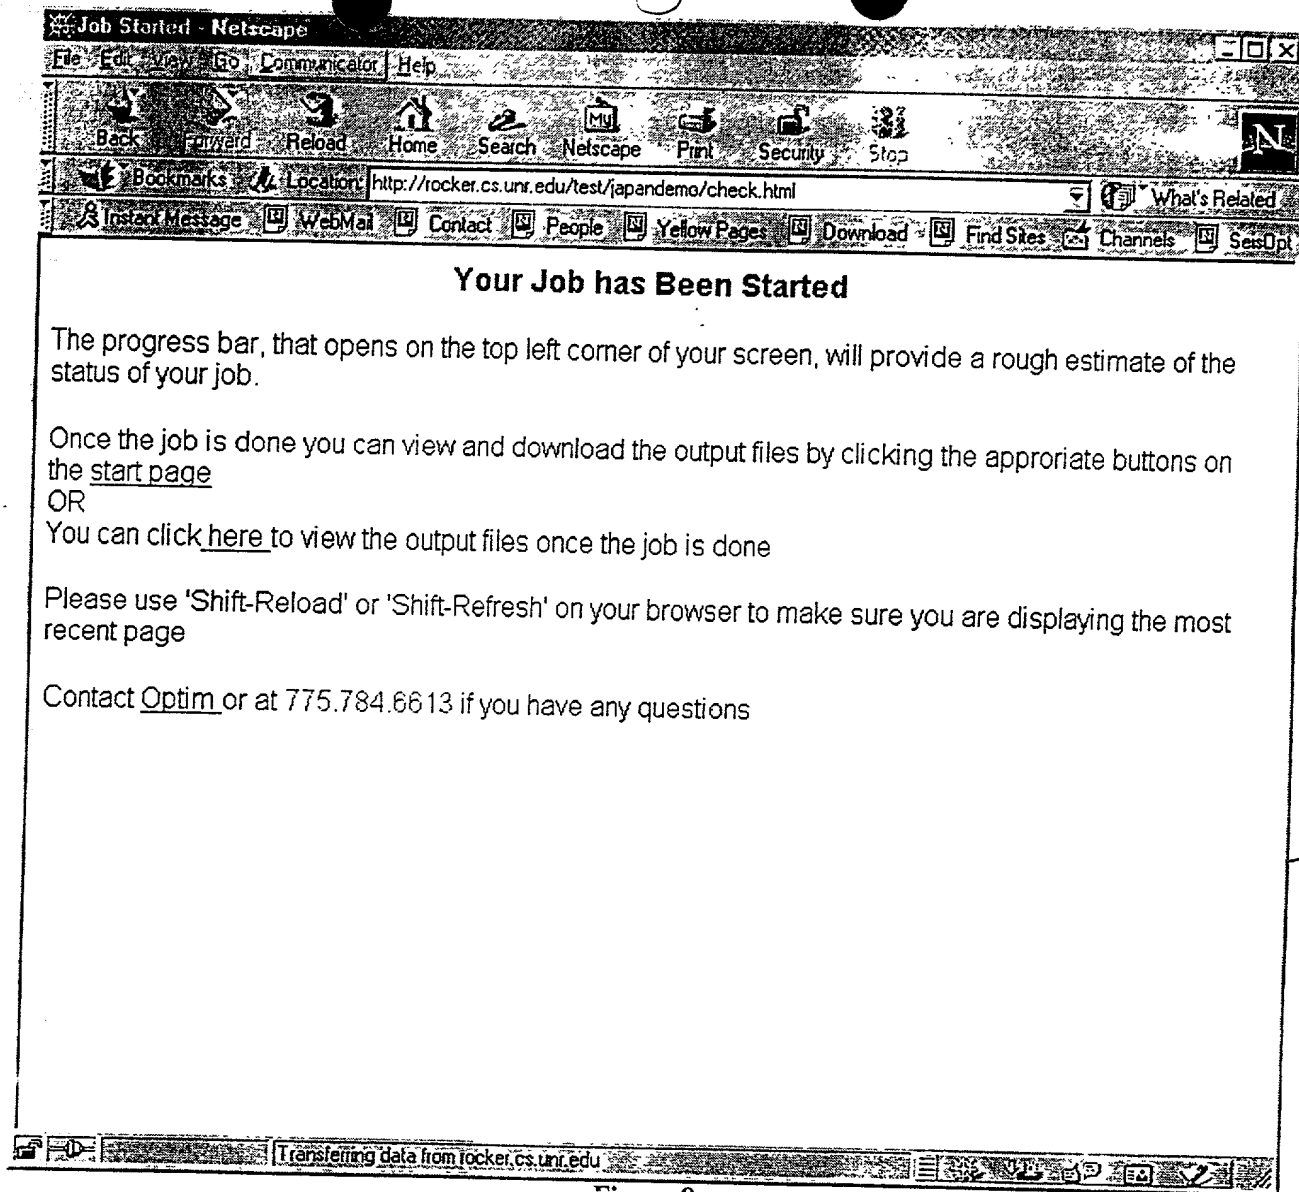 Job Started - Netscape
File Edit View Go Communicator Help
Back Forward Reload Home Search Netscape Print Security Stop
My
N
Bookmarks Location: http://rocker.cs.unr.edu/test/japandemo/check.html What's Related
Instant Message WebMail Contact People Yellow Pages Download Find Sites Channels SeisOpt
Your Job has Been Started
The progress bar, that opens on the top left corner of your screen, will provide a rough estimate of the
status of your job.
Once the job is done you can view and download the output files by clicking the approriate buttons on
the start page
OR
You can click here to view the output files once the job is done
Please use 'Shift-Reload' or 'Shift-Refresh' on your browser to make sure you are displaying the most
recent page
Contact Optim or at 775.784.6613 if you have any questions
Transferring data from rocker.cs.unr.edu